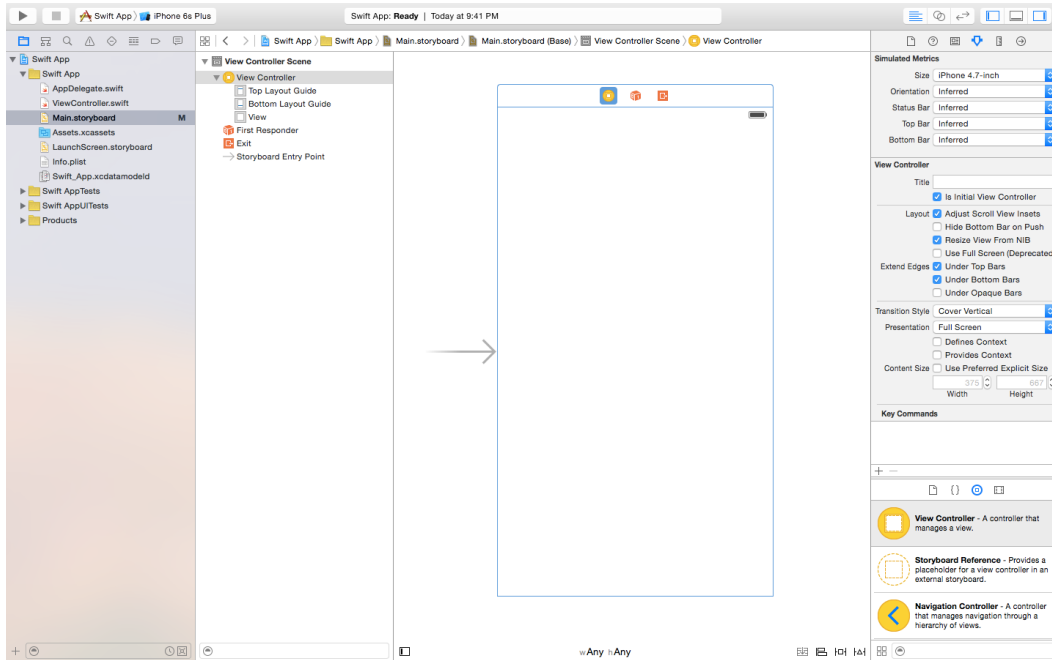 Swift App iPhone 6s Plus
Swift App: Ready | Today at 9:41 PM
Swift App Swift App Main.storyboard Main.storyboard (Base) View Controller Scene View Controller
Swift App
Swift App
AppDelegate.swift
ViewController.swift
Main.storyboard M
Assets.xcassets
LaunchScreen.storyboard
Info.plist
Swift_App.xcdatamodeld
Swift AppTests
Swift AppUITests
Products
View Controller Scene
View Controller
Top Layout Guide
Bottom Layout Guide
View
First Responder
Exit
Storyboard Entry Point
wAny hAny
Simulated Metrics
Size iPhone 4.7-inch
Orientation Inferred
Status Bar Inferred
Top Bar Inferred
Bottom Bar Inferred
View Controller
Title
Is Initial View Controller
Layout Adjust Scroll View Insets
Hide Bottom Bar on Push
Resize View From NIB
Use Full Screen (Deprecated
Extend Edges Under Top Bars
Under Bottom Bars
Under Opaque Bars
Transition Style Cover Vertical
Presentation Full Screen
Defines Context
Provides Context
Content Size Use Preferred Explicit Size
375 667
Width Height
Key Commands
View Controller - A controller that
manages a view.
Storyboard Reference - Provides a
placeholder for a view controller in an
external storyboard.
Navigation Controller - A controller
that manages navigation through a
hierarchy of views.